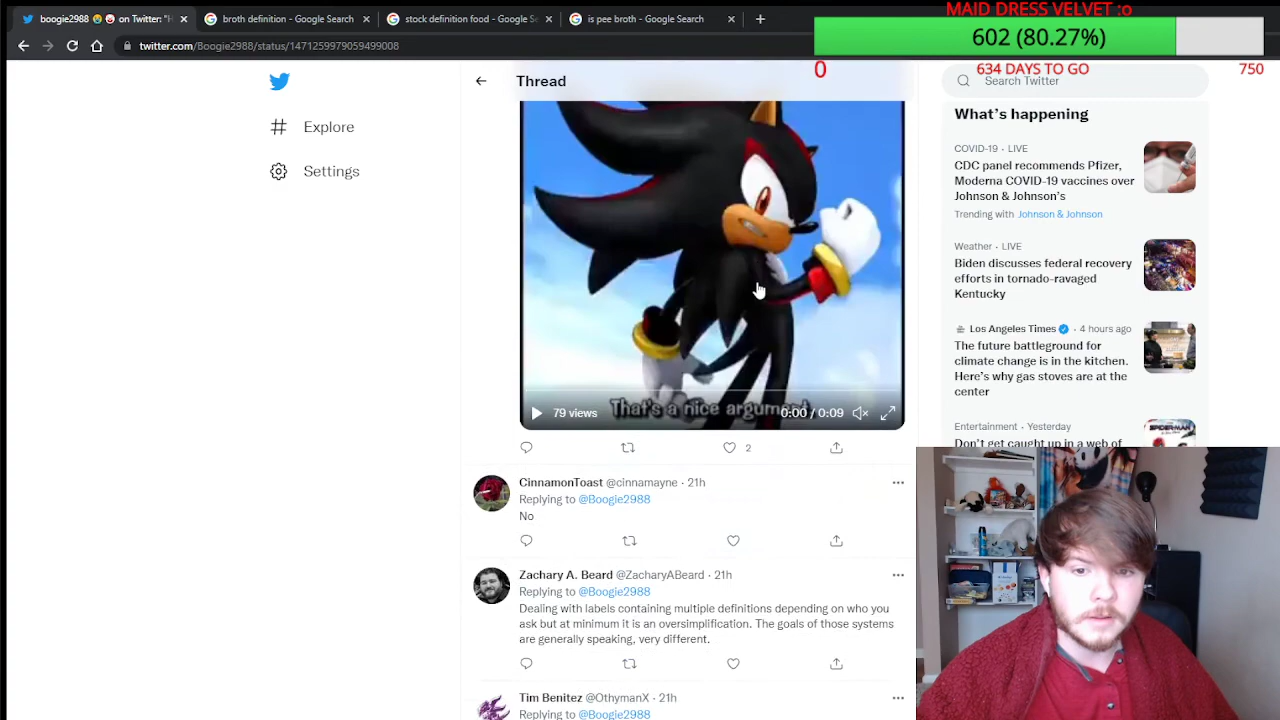 boogie2988 😀 😀 on Twitter: "H
broth definition - Google Search
stock definition food - Google Se
is pee broth - Google Search
twitter.com/Boogie2988/status/1471259979059499008
MAID DRESS VELVET :o
602 (80.27%)
0
634 DAYS TO GO
750
Explore
Settings
Thread
That's a nice argument,
79 views
0:00 / 0:09
2
CinnamonToast @cinnamayne · 21h
Replying to @Boogie2988
No
Zachary A. Beard @ZacharyABeard · 21h
Replying to @Boogie2988
Dealing with labels containing multiple definitions depending on who you
ask but at minimum it is an oversimplification. The goals of those systems
are generally speaking, very different.
Tim Benitez @OthymanX · 21h
Replying to @Boogie2988
Search Twitter
What's happening
COVID-19 · LIVE
CDC panel recommends Pfizer,
Moderna COVID-19 vaccines over
Johnson & Johnson's
Trending with Johnson & Johnson
Weather · LIVE
Biden discusses federal recovery
efforts in tornado-ravaged
Kentucky
Los Angeles Times · 4 hours ago
The future battleground for
climate change is in the kitchen.
Here's why gas stoves are at the
center
Entertainment · Yesterday
Don't get caught up in a web of